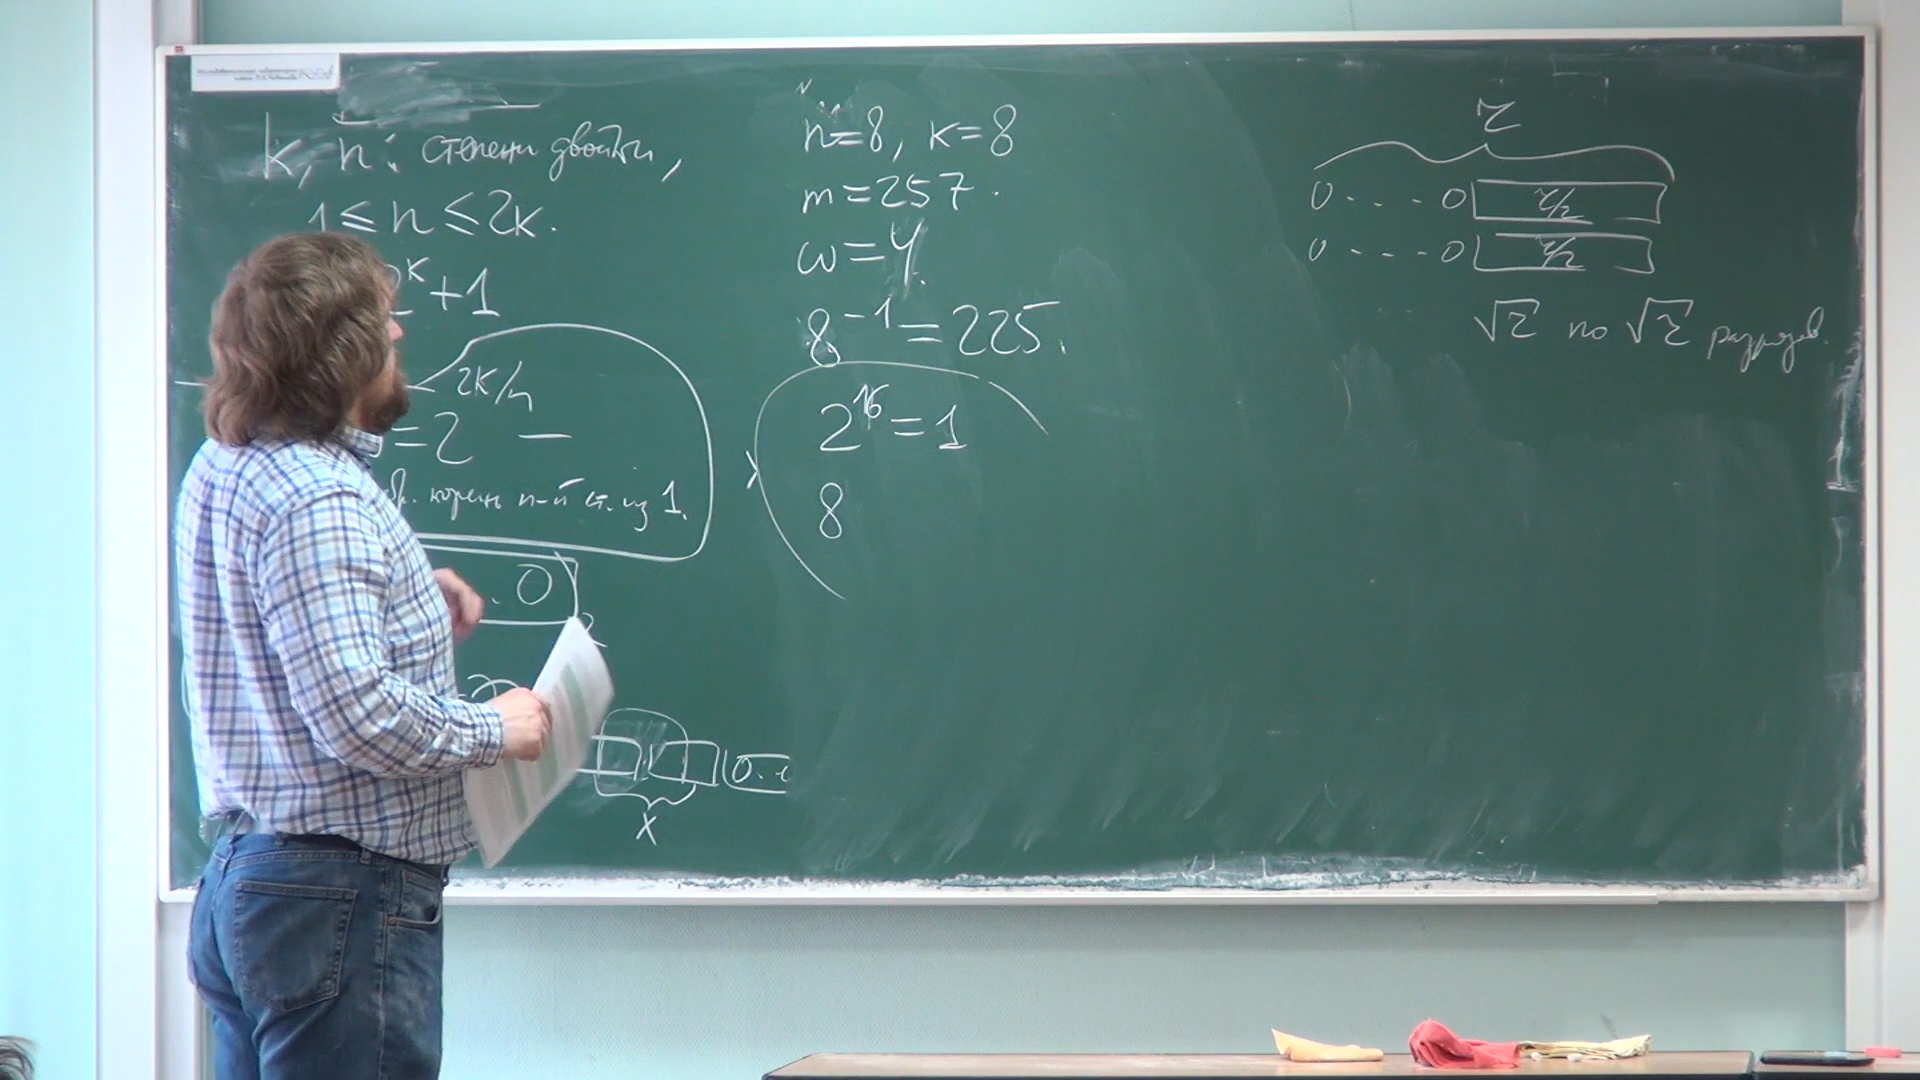 k, n: степени двойки,
1 ≤ n ≤ 2k.
2^k + 1
2k/n
= 2 —
. корень n-й ст. из 1.
. 0
0..
x
n=8, k=8
m=257.
ω=4.
8^{-1}=225.
2^{16}=1
8
r
0 - - - 0 r/2
0 - - - 0 r/2
√r по √r разрядов.